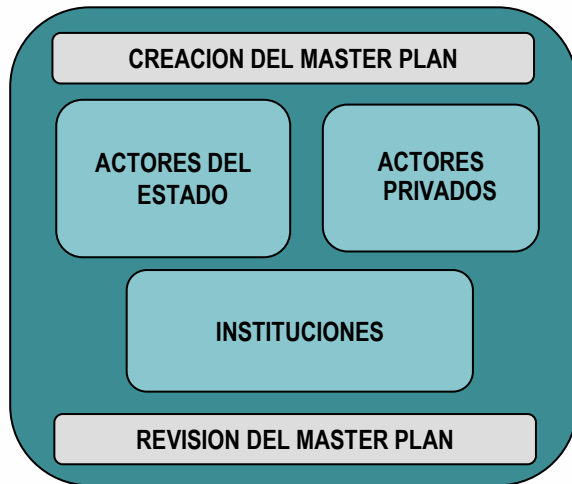 CREACION DEL MASTER PLAN
ACTORES DEL
ESTADO
ACTORES
PRIVADOS
INSTITUCIONES
REVISION DEL MASTER PLAN